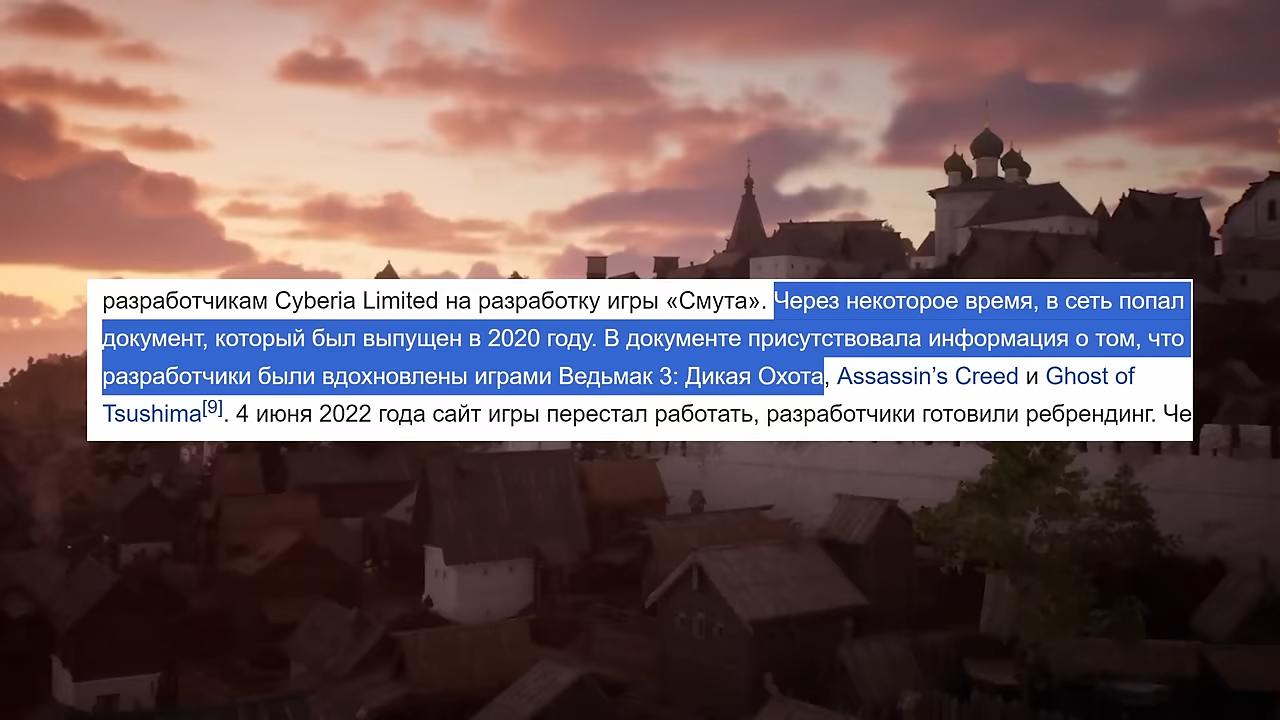 разработчикам Cyberia Limited на разработку игры «Смута». Через некоторое время, в сеть попал
документ, который был выпущен в 2020 году. В документе присутствовала информация о том, что
разработчики были вдохновлены играми Ведьмак 3: Дикая Охота, Assassin’s Creed и Ghost of
Tsushima[9]. 4 июня 2022 года сайт игры перестал работать, разработчики готовили ребрендинг. Че